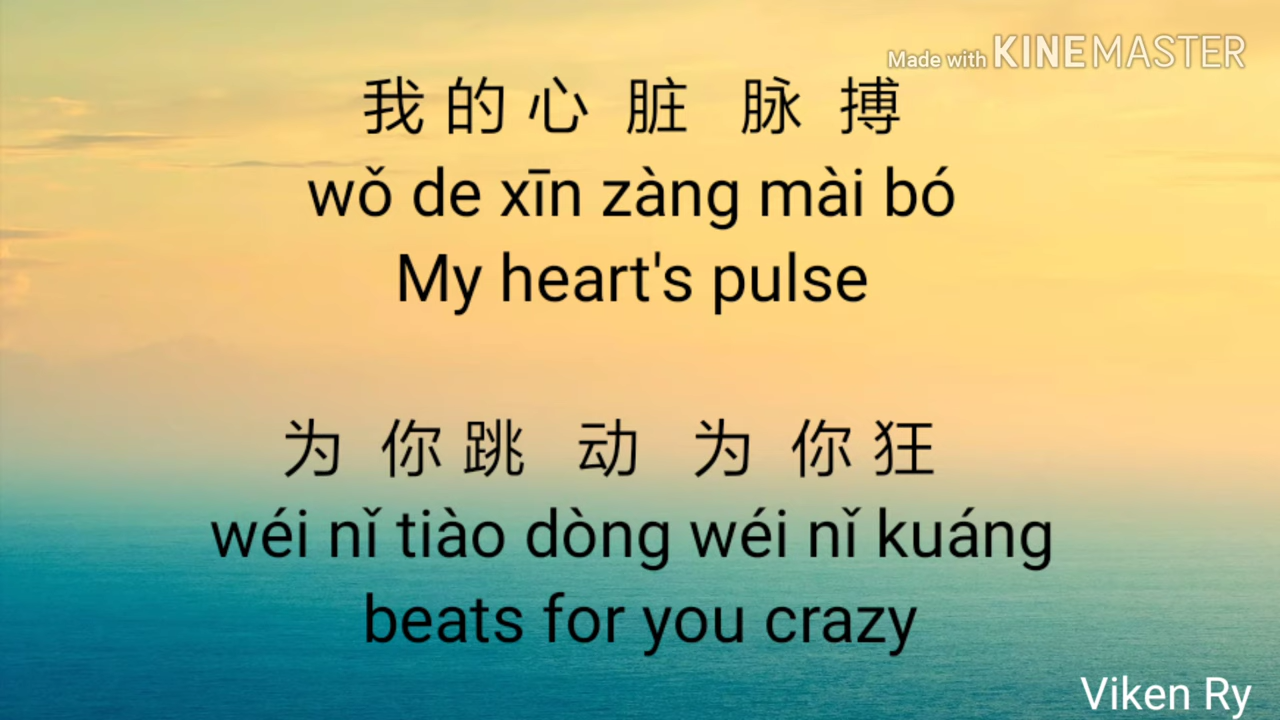 Made with KINEMASTER
我的心脏脉搏
wǒ de xīn zàng mài bó
My heart's pulse
为你跳动为你狂
wéi nǐ tiào dòng wéi nǐ kuáng
beats for you crazy
Viken Ry